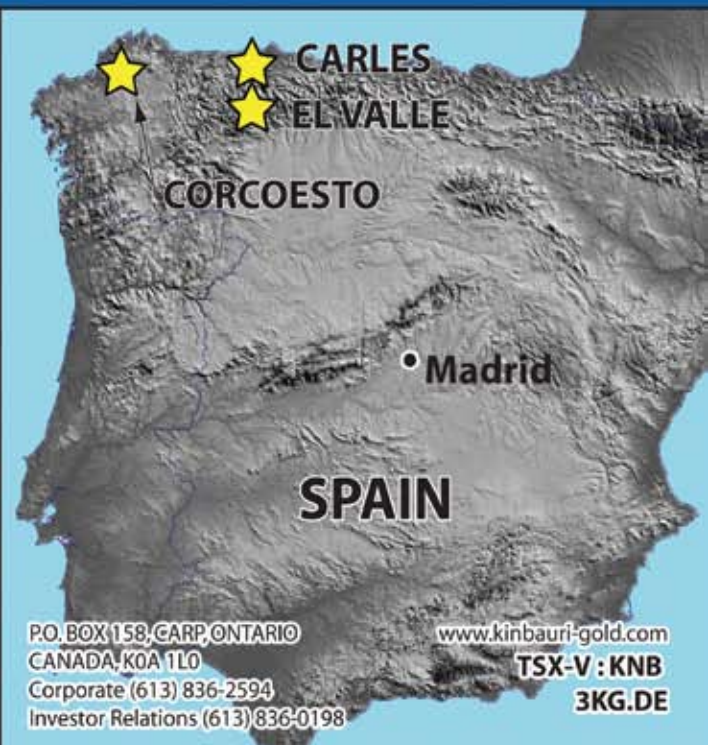 CARLES
EL VALLE
CORCOESTO
Madrid
SPAIN
P.O. BOX 158, CARP, ONTARIO
CANADA, K0A 1L0
Corporate (613) 836-2594
Investor Relations (613) 836-0198
www.kinbauri-gold.com
TSX-V : KNB
3KG.DE